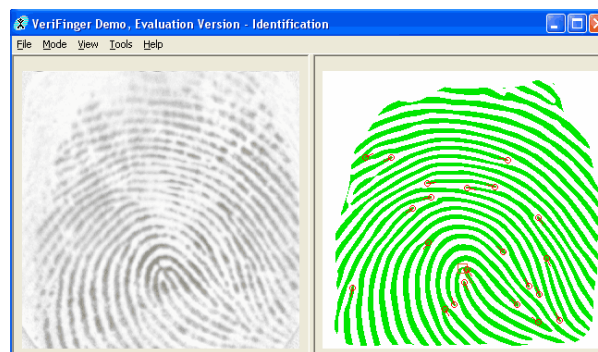 VeriFinger Demo, Evaluation Version - Identification
File Mode View Tools Help